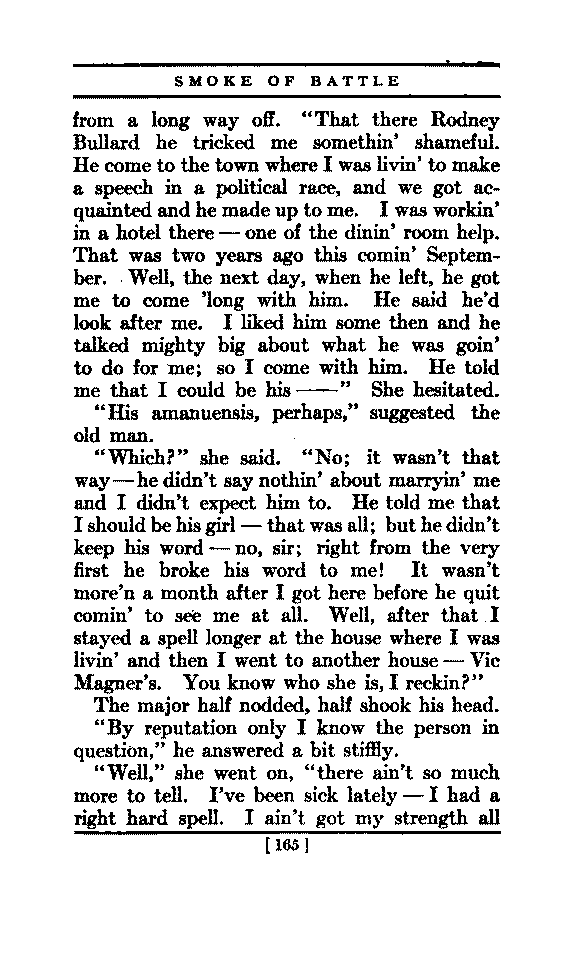 SMOKE OF BATTLE
from a long way off. "That there Rodney
Bullard he tricked me somethin' shameful.
He come to the town where I was livin' to make
a speech in a political race, and we got ac-
quainted and he made up to me. I was workin'
in a hotel there — one of the dinin' room help.
That was two years ago this comin' Septem-
ber. Well, the next day, when he left, he got
me to come 'long with him. He said he'd
look after me. I liked him some then and he
talked mighty big about what he was goin'
to do for me; so I come with him. He told
me that I could be his ——" She hesitated.
"His amanuensis, perhaps," suggested the
old man.
"Which?" she said. "No; it wasn't that
way—he didn't say nothin' about marryin' me
and I didn't expect him to. He told me that
I should be his girl — that was all; but he didn't
keep his word — no, sir; right from the very
first he broke his word to me! It wasn't
more'n a month after I got here before he quit
comin' to see me at all. Well, after that I
stayed a spell longer at the house where I was
livin' and then I went to another house — Vic
Magner's. You know who she is, I reckin?"
The major half nodded, half shook his head.
"By reputation only I know the person in
question," he answered a bit stiffly.
"Well," she went on, "there ain't so much
more to tell. I've been sick lately — I had a
right hard spell. I ain't got my strength all
[ 165 ]